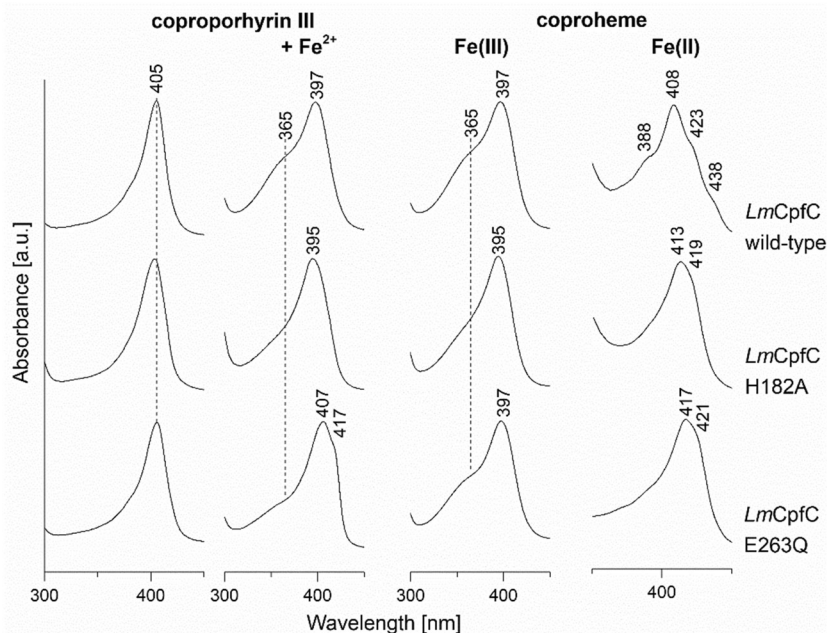 coproporphyrin III
coproheme
+ Fe²⁺
Fe(III)
Fe(II)
405
365
397
365
397
388
408
423
438
LmCpfC
wild-type
395
395
413
419
LmCpfC
H182A
407
417
397
417
421
LmCpfC
E263Q
Absorbance [a.u.]
300
400
300
400
300
400
400
Wavelength [nm]